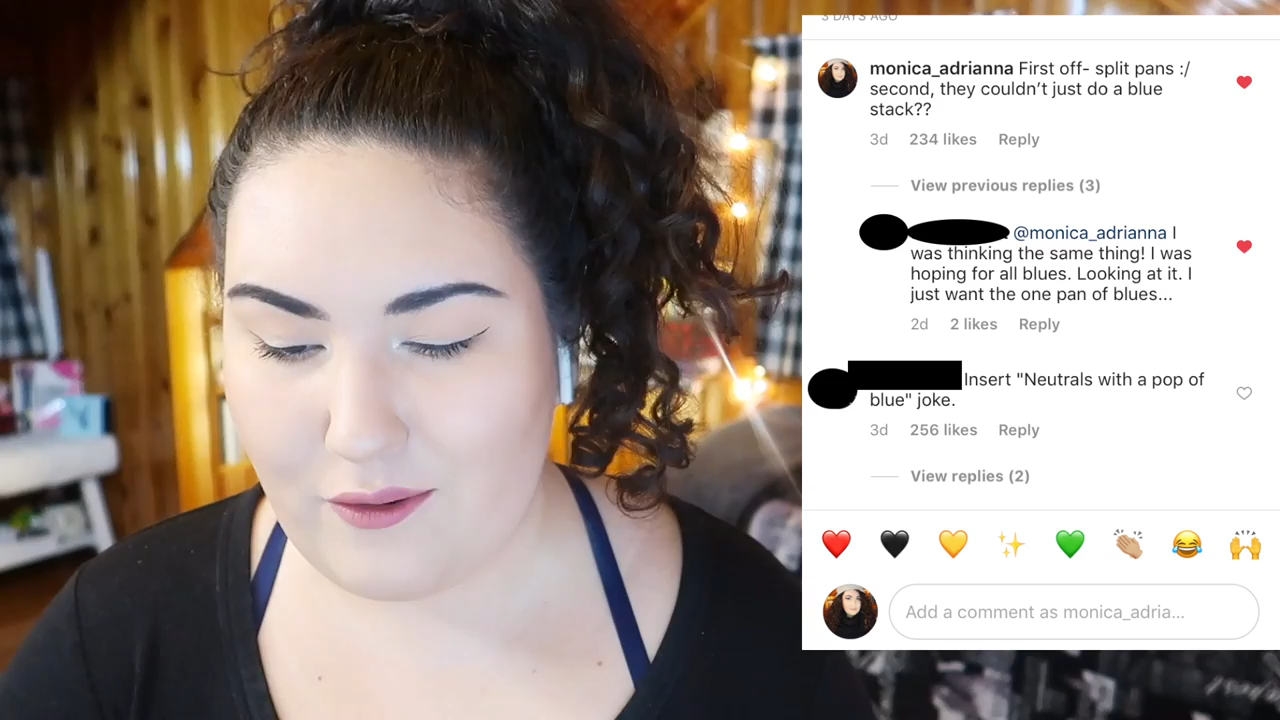 3 DAYS AGO
monica_adrianna First off- split pans :/
second, they couldn’t just do a blue
stack??
3d 234 likes Reply
View previous replies (3)
@monica_adrianna I
was thinking the same thing! I was
hoping for all blues. Looking at it. I
just want the one pan of blues...
2d 2 likes Reply
Insert "Neutrals with a pop of
blue" joke.
3d 256 likes Reply
View replies (2)
Add a comment as monica_adria...